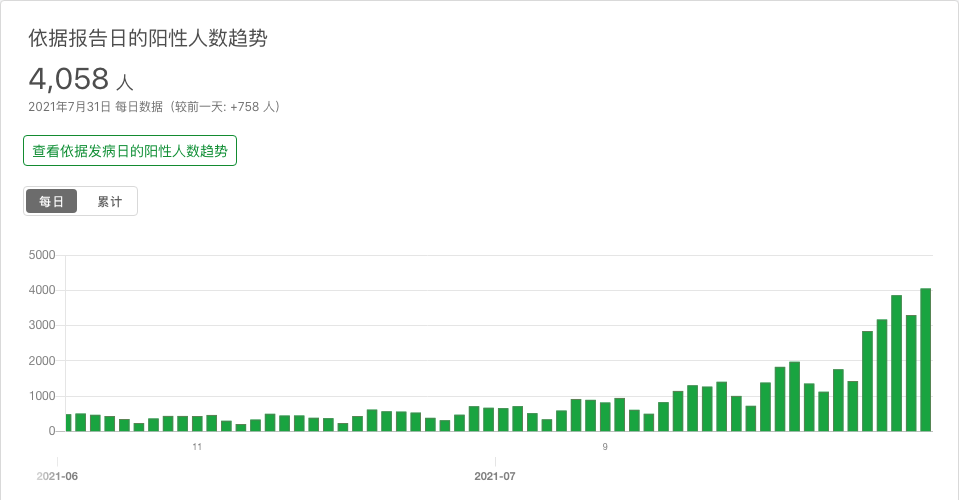 依据报告日的阳性人数趋势
4,058 人
2021年7月31日 每日数据（较前一天: +758 人）
查看依据发病日的阳性人数趋势
每日 累计
5000
4000
3000
2000
1000
0
11 9
2021-06 2021-07